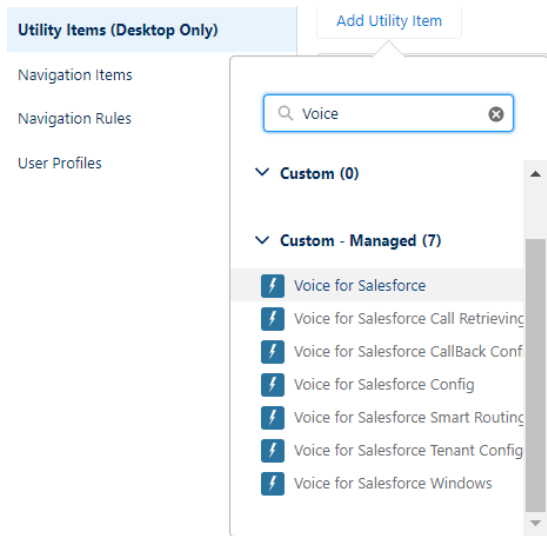 Utility Items (Desktop Only)
Add Utility Item
Navigation Items
Navigation Rules
User Profiles
Voice
Custom (0)
Custom - Managed (7)
Voice for Salesforce
Voice for Salesforce Call Retrieving
Voice for Salesforce CallBack Conf
Voice for Salesforce Config
Voice for Salesforce Smart Routing
Voice for Salesforce Tenant Config
Voice for Salesforce Windows